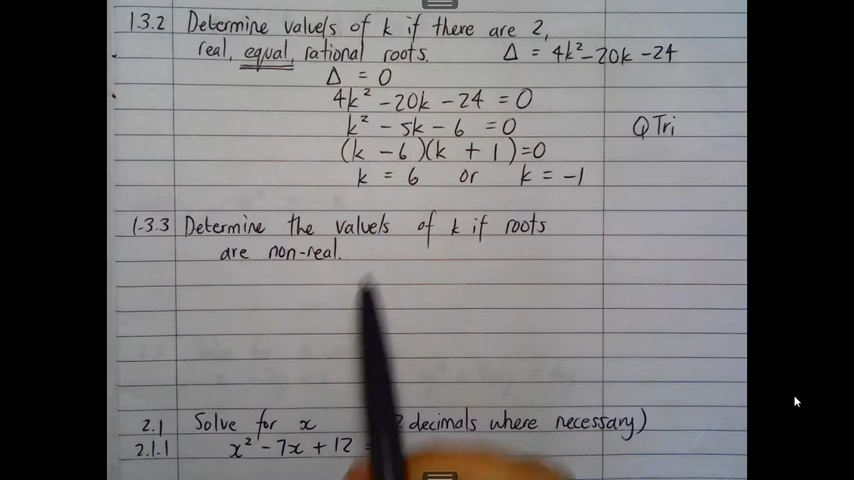 1.3.2 Determine value/s of k if there are 2,
real, equal, rational roots. Δ = 4k² - 20k - 24
Δ = 0
4k² - 20k - 24 = 0
k² - 5k - 6 = 0 QTri
(k - 6)(k + 1) = 0
k = 6 or k = -1
1.3.3 Determine the value/s of k if roots
are non-real.
2.1 Solve for x 2 decimals where necessary)
2.1.1 x² - 7x + 12 =